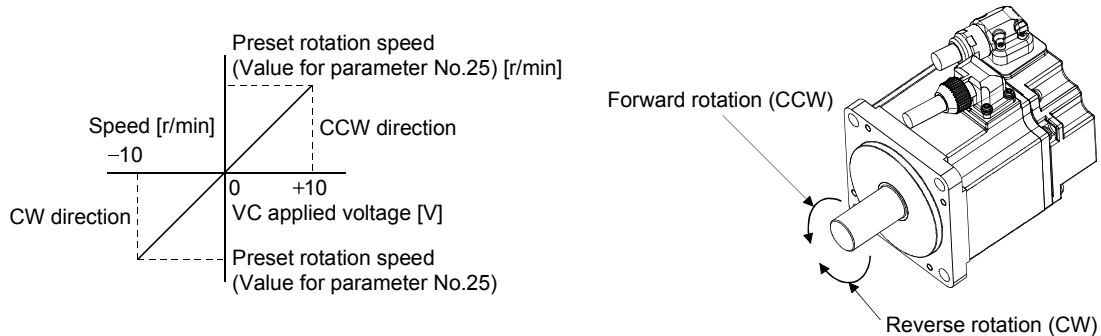 Preset rotation speed
(Value for parameter No.25) [r/min]
Speed [r/min]
CCW direction
−10
0
+10
CW direction
VC applied voltage [V]
Preset rotation speed
(Value for parameter No.25)
Forward rotation (CCW)
Reverse rotation (CW)